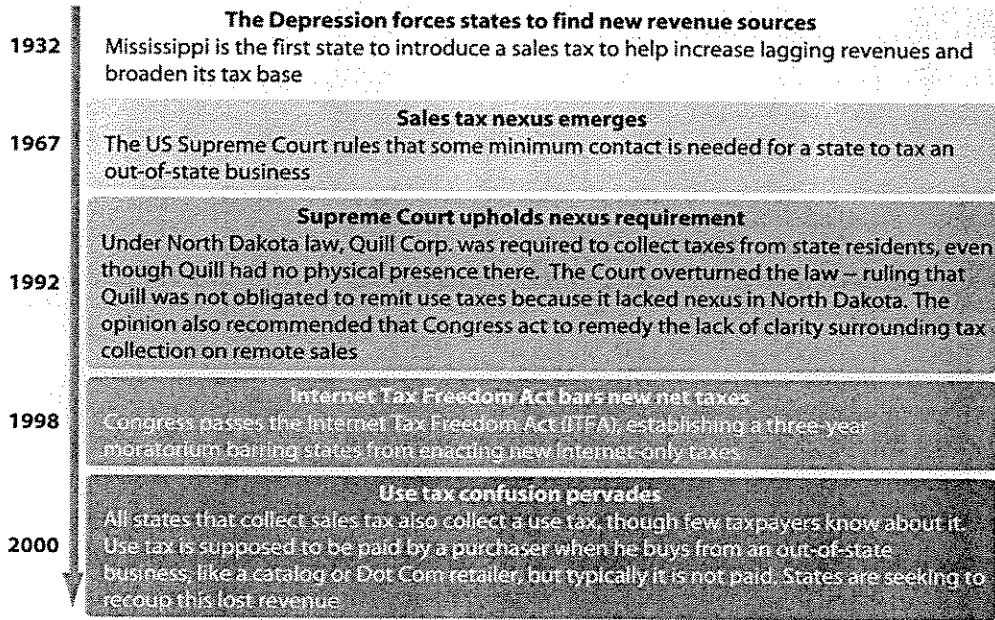 The Depression forces states to find new revenue sources
1932
Mississippi is the first state to introduce a sales tax to help increase lagging revenues and
broaden its tax base
Sales tax nexus emerges
1967
The US Supreme Court rules that some minimum contact is needed for a state to tax an
out-of-state business
Supreme Court upholds nexus requirement
Under North Dakota law, Quill Corp. was required to collect taxes from state residents, even
though Quill had no physical presence there. The Court overturned the law – ruling that
1992
Quill was not obligated to remit use taxes because it lacked nexus in North Dakota. The
opinion also recommended that Congress act to remedy the lack of clarity surrounding tax
collection on remote sales
Internet Tax Freedom Act bars new net taxes
1998
Congress passes the Internet Tax Freedom Act (ITFA), establishing a three-year
moratorium barring states from enacting new internet-only taxes
Use tax confusion pervades
All states that collect sales tax also collect a use tax, though few taxpayers know about it.
2000
Use tax is supposed to be paid by a purchaser when he buys from an out-of-state
business, like a catalog or Dot Com retailer, but typically it is not paid. States are seeking to
recoup this lost revenue